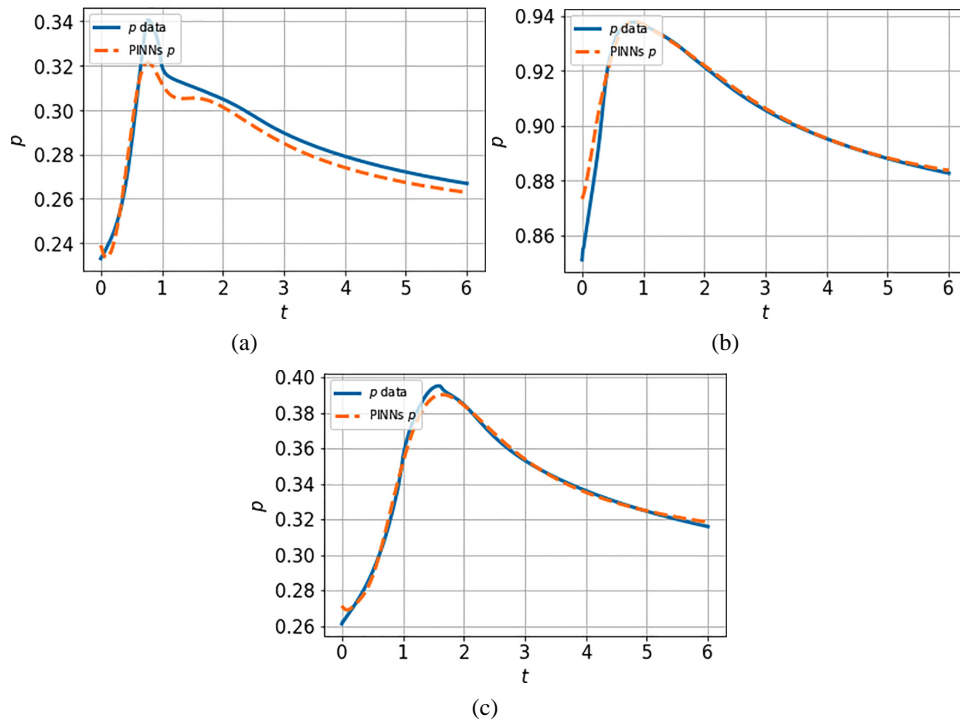 0.34
0.32
0.30
0.28
0.26
0.24
p
p data
PINNs p
0 1 2 3 4 5 6
t
(a)
0.94
0.92
0.90
0.88
0.86
p
p data
PINNs p
0 1 2 3 4 5 6
t
(b)
0.40
0.38
0.36
0.34
0.32
0.30
0.28
0.26
p
p data
PINNs p
0 1 2 3 4 5 6
t
(c)